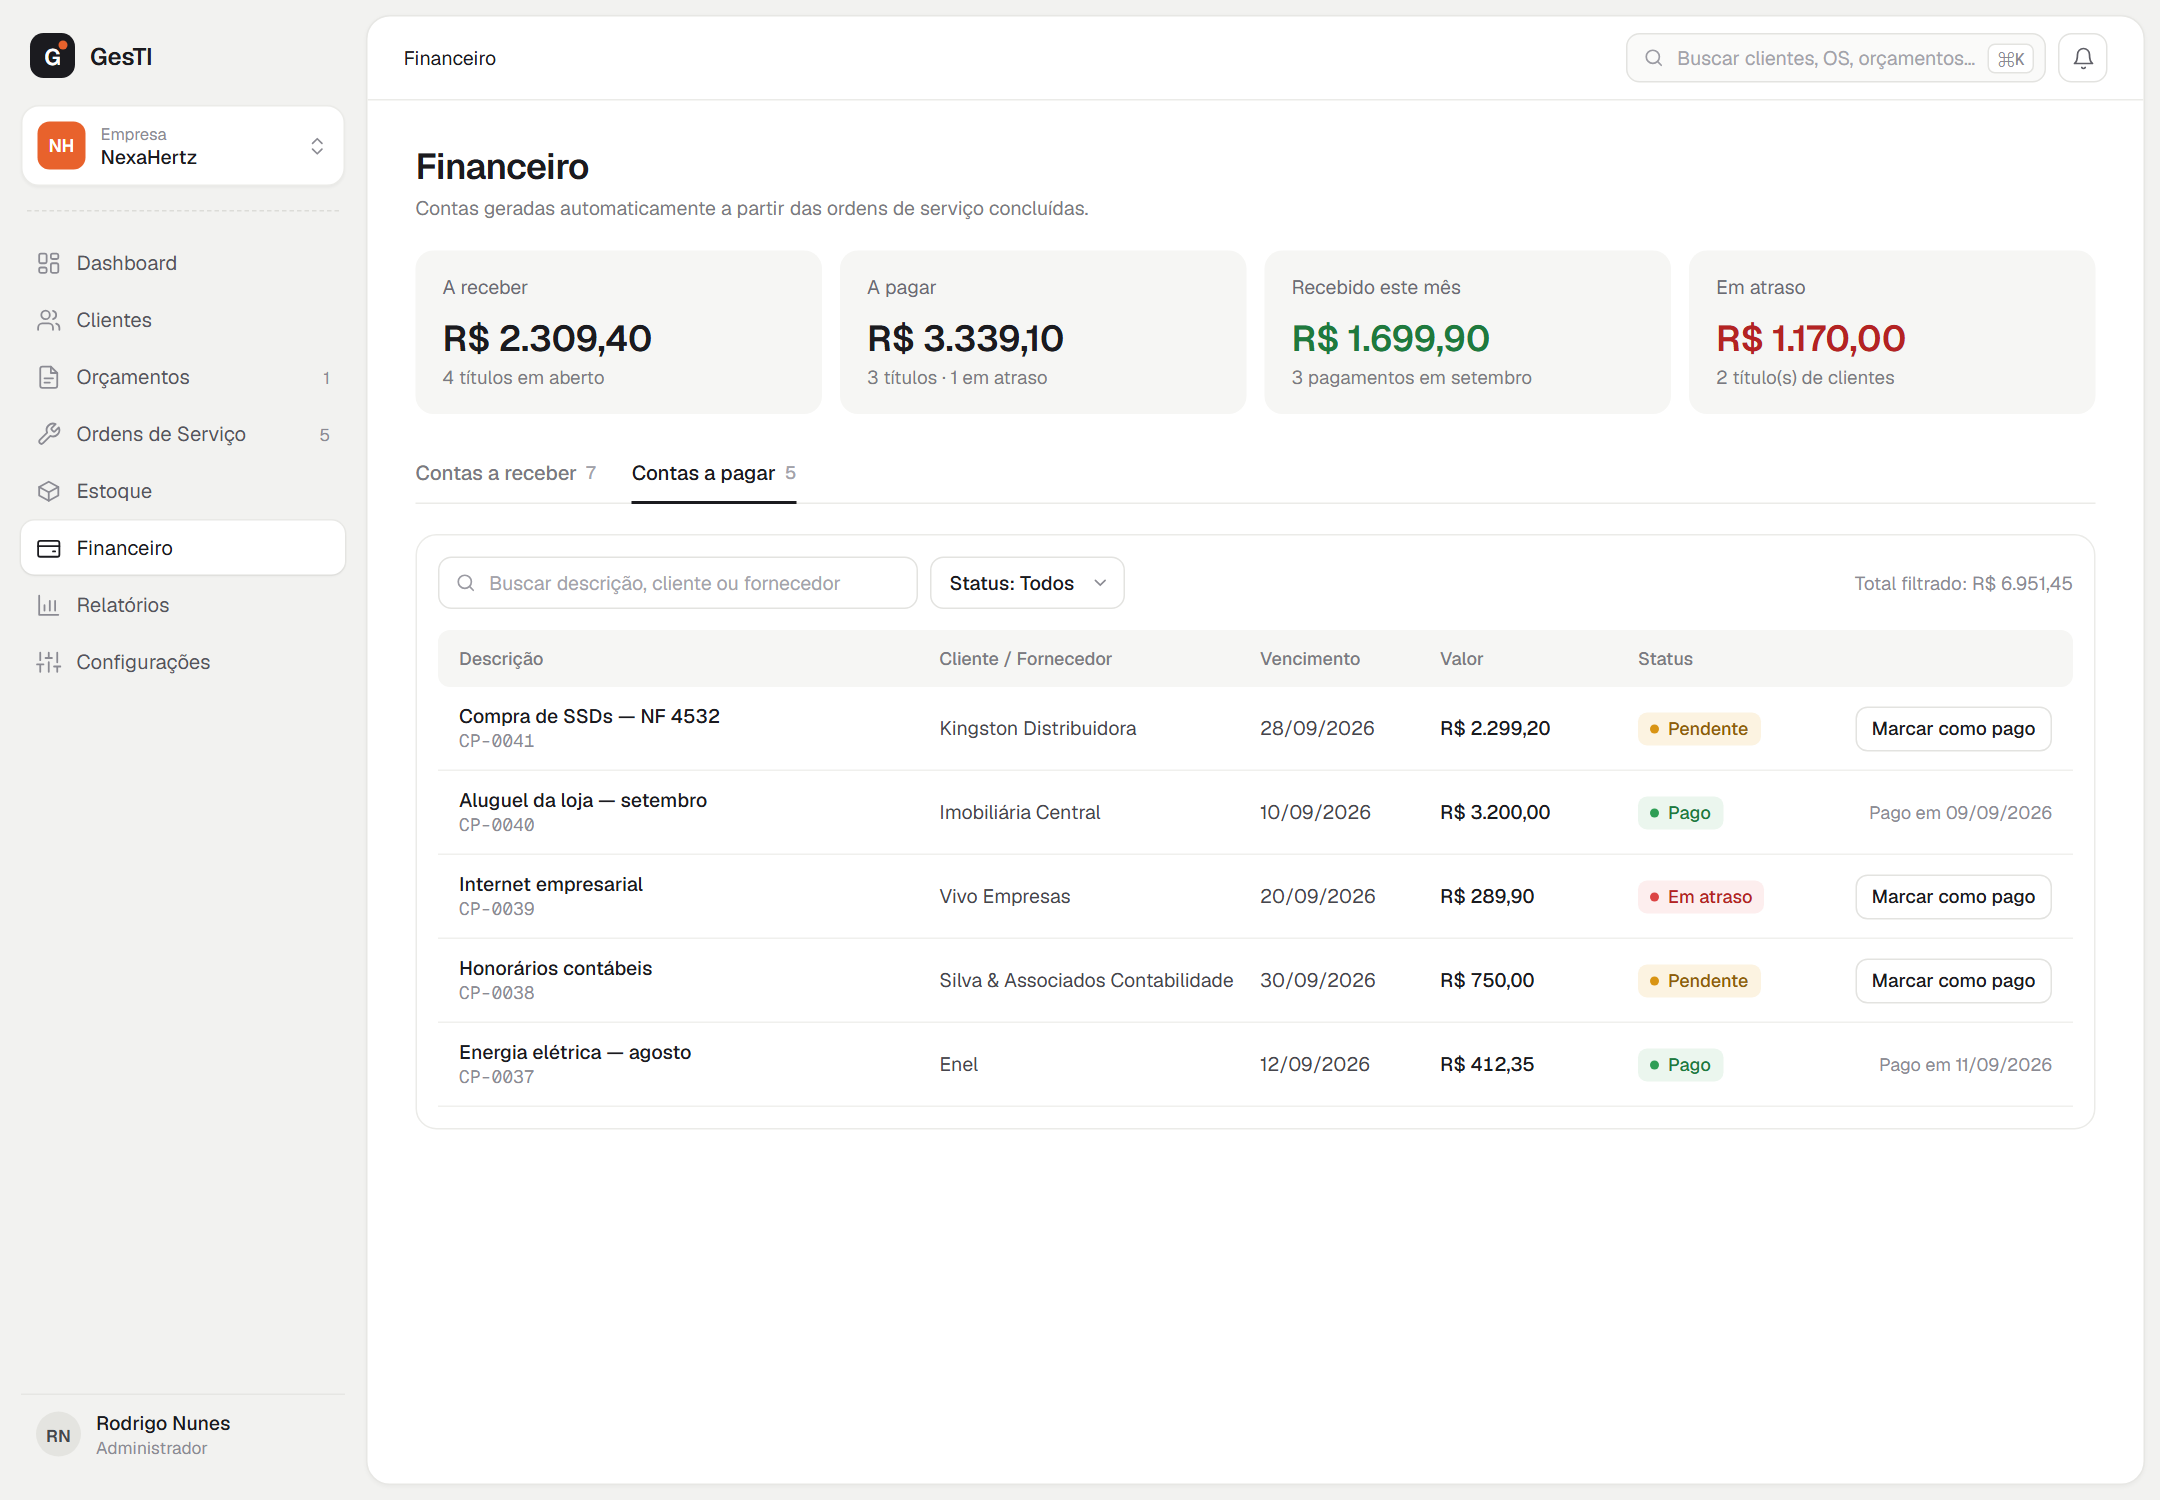 G
GesTI
NH
Empresa
NexaHertz
Dashboard
Clientes
Orçamentos 1
Ordens de Serviço 5
Estoque
Financeiro
Relatórios
Configurações
RN
Rodrigo Nunes
Administrador
Financeiro
Buscar clientes, OS, orçamentos... ⌘K
Financeiro
Contas geradas automaticamente a partir das ordens de serviço concluídas.
A receber
R$ 2.309,40
4 títulos em aberto
A pagar
R$ 3.339,10
3 títulos · 1 em atraso
Recebido este mês
R$ 1.699,90
3 pagamentos em setembro
Em atraso
R$ 1.170,00
2 título(s) de clientes
Contas a receber 7 Contas a pagar 5
Buscar descrição, cliente ou fornecedor Status: Todos Total filtrado: R$ 6.951,45
Descrição Cliente / Fornecedor Vencimento Valor Status
Compra de SSDs — NF 4532
CP-0041
Kingston Distribuidora 28/09/2026 R$ 2.299,20 Pendente Marcar como pago
Aluguel da loja — setembro
CP-0040
Imobiliária Central 10/09/2026 R$ 3.200,00 Pago Pago em 09/09/2026
Internet empresarial
CP-0039
Vivo Empresas 20/09/2026 R$ 289,90 Em atraso Marcar como pago
Honorários contábeis
CP-0038
Silva & Associados Contabilidade 30/09/2026 R$ 750,00 Pendente Marcar como pago
Energia elétrica — agosto
CP-0037
Enel 12/09/2026 R$ 412,35 Pago Pago em 11/09/2026